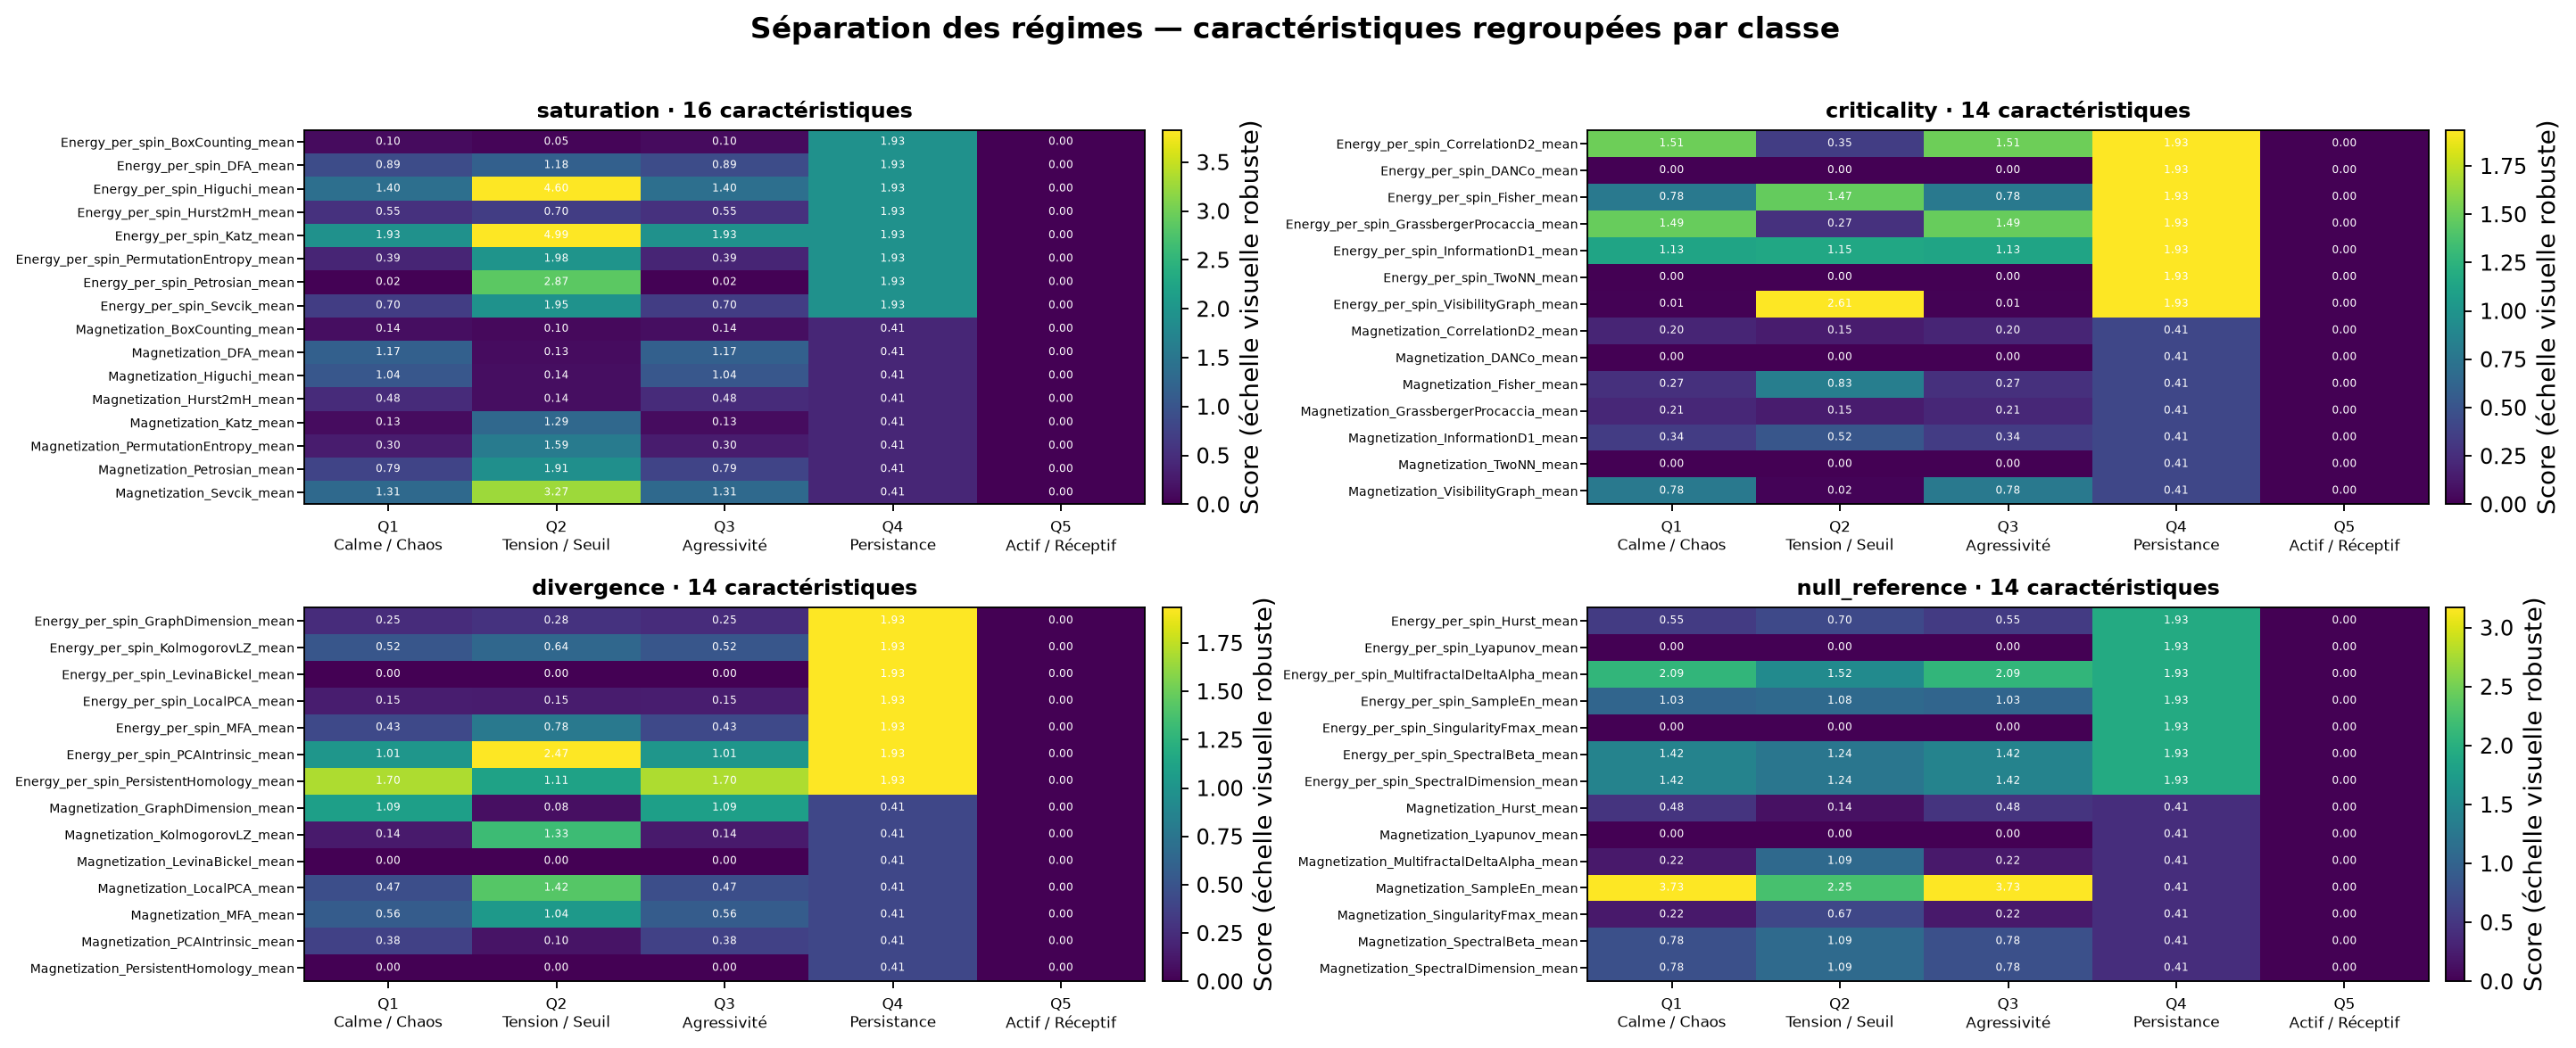 Séparation des régimes — caractéristiques regroupées par classe
saturation · 16 caractéristiques
Energy_per_spin_BoxCounting_mean 0.10 0.05 0.10 1.93 0.00
Energy_per_spin_DFA_mean 0.89 1.18 0.89 1.93 0.00
Energy_per_spin_Higuchi_mean 1.40 4.60 1.40 1.93 0.00
Energy_per_spin_Hurst2mH_mean 0.55 0.70 0.55 1.93 0.00
Energy_per_spin_Katz_mean 1.93 4.99 1.93 1.93 0.00
Energy_per_spin_PermutationEntropy_mean 0.39 1.98 0.39 1.93 0.00
Energy_per_spin_Petrosian_mean 0.02 2.87 0.02 1.93 0.00
Energy_per_spin_Sevcik_mean 0.70 1.95 0.70 1.93 0.00
Magnetization_BoxCounting_mean 0.14 0.10 0.14 0.41 0.00
Magnetization_DFA_mean 1.17 0.13 1.17 0.41 0.00
Magnetization_Higuchi_mean 1.04 0.14 1.04 0.41 0.00
Magnetization_Hurst2mH_mean 0.48 0.14 0.48 0.41 0.00
Magnetization_Katz_mean 0.13 1.29 0.13 0.41 0.00
Magnetization_PermutationEntropy_mean 0.30 1.59 0.30 0.41 0.00
Magnetization_Petrosian_mean 0.79 1.91 0.79 0.41 0.00
Magnetization_Sevcik_mean 1.31 3.27 1.31 0.41 0.00
Q1 Q2 Q3 Q4 Q5
Calme / Chaos Tension / Seuil Agressivité Persistance Actif / Réceptif
3.5
3.0
2.5
2.0
1.5
1.0
0.5
0.0
Score (échelle visuelle robuste)
criticality · 14 caractéristiques
Energy_per_spin_CorrelationD2_mean 1.51 0.35 1.51 1.93 0.00
Energy_per_spin_DANCo_mean 0.00 0.00 0.00 1.93 0.00
Energy_per_spin_Fisher_mean 0.78 1.47 0.78 1.93 0.00
Energy_per_spin_GrassbergerProcaccia_mean 1.49 0.27 1.49 1.93 0.00
Energy_per_spin_InformationD1_mean 1.13 1.15 1.13 1.93 0.00
Energy_per_spin_TwoNN_mean 0.00 0.00 0.00 1.93 0.00
Energy_per_spin_VisibilityGraph_mean 0.01 2.61 0.01 1.93 0.00
Magnetization_CorrelationD2_mean 0.20 0.15 0.20 0.41 0.00
Magnetization_DANCo_mean 0.00 0.00 0.00 0.41 0.00
Magnetization_Fisher_mean 0.27 0.83 0.27 0.41 0.00
Magnetization_GrassbergerProcaccia_mean 0.21 0.15 0.21 0.41 0.00
Magnetization_InformationD1_mean 0.34 0.52 0.34 0.41 0.00
Magnetization_TwoNN_mean 0.00 0.00 0.00 0.41 0.00
Magnetization_VisibilityGraph_mean 0.78 0.02 0.78 0.41 0.00
Q1 Q2 Q3 Q4 Q5
Calme / Chaos Tension / Seuil Agressivité Persistance Actif / Réceptif
1.75
1.50
1.25
1.00
0.75
0.50
0.25
0.00
Score (échelle visuelle robuste)
divergence · 14 caractéristiques
Energy_per_spin_GraphDimension_mean 0.25 0.28 0.25 1.93 0.00
Energy_per_spin_KolmogorovLZ_mean 0.52 0.64 0.52 1.93 0.00
Energy_per_spin_LevinaBickel_mean 0.00 0.00 0.00 1.93 0.00
Energy_per_spin_LocalPCA_mean 0.15 0.15 0.15 1.93 0.00
Energy_per_spin_MFA_mean 0.43 0.78 0.43 1.93 0.00
Energy_per_spin_PCAIntrinsic_mean 1.01 2.47 1.01 1.93 0.00
Energy_per_spin_PersistentHomology_mean 1.70 1.11 1.70 1.93 0.00
Magnetization_GraphDimension_mean 1.09 0.08 1.09 0.41 0.00
Magnetization_KolmogorovLZ_mean 0.14 1.33 0.14 0.41 0.00
Magnetization_LevinaBickel_mean 0.00 0.00 0.00 0.41 0.00
Magnetization_LocalPCA_mean 0.47 1.42 0.47 0.41 0.00
Magnetization_MFA_mean 0.56 1.04 0.56 0.41 0.00
Magnetization_PCAIntrinsic_mean 0.38 0.10 0.38 0.41 0.00
Magnetization_PersistentHomology_mean 0.00 0.00 0.00 0.41 0.00
Q1 Q2 Q3 Q4 Q5
Calme / Chaos Tension / Seuil Agressivité Persistance Actif / Réceptif
1.75
1.50
1.25
1.00
0.75
0.50
0.25
0.00
Score (échelle visuelle robuste)
null_reference · 14 caractéristiques
Energy_per_spin_Hurst_mean 0.55 0.70 0.55 1.93 0.00
Energy_per_spin_Lyapunov_mean 0.00 0.00 0.00 1.93 0.00
Energy_per_spin_MultifractalDeltaAlpha_mean 2.09 1.52 2.09 1.93 0.00
Energy_per_spin_SampleEn_mean 1.03 1.08 1.03 1.93 0.00
Energy_per_spin_SingularityFmax_mean 0.00 0.00 0.00 1.93 0.00
Energy_per_spin_SpectralBeta_mean 1.42 1.24 1.42 1.93 0.00
Energy_per_spin_SpectralDimension_mean 1.42 1.24 1.42 1.93 0.00
Magnetization_Hurst_mean 0.48 0.14 0.48 0.41 0.00
Magnetization_Lyapunov_mean 0.00 0.00 0.00 0.41 0.00
Magnetization_MultifractalDeltaAlpha_mean 0.22 1.09 0.22 0.41 0.00
Magnetization_SampleEn_mean 3.73 2.25 3.73 0.41 0.00
Magnetization_SingularityFmax_mean 0.22 0.67 0.22 0.41 0.00
Magnetization_SpectralBeta_mean 0.78 1.09 0.78 0.41 0.00
Magnetization_SpectralDimension_mean 0.78 1.09 0.78 0.41 0.00
Q1 Q2 Q3 Q4 Q5
Calme / Chaos Tension / Seuil Agressivité Persistance Actif / Réceptif
3.0
2.5
2.0
1.5
1.0
0.5
0.0
Score (échelle visuelle robuste)